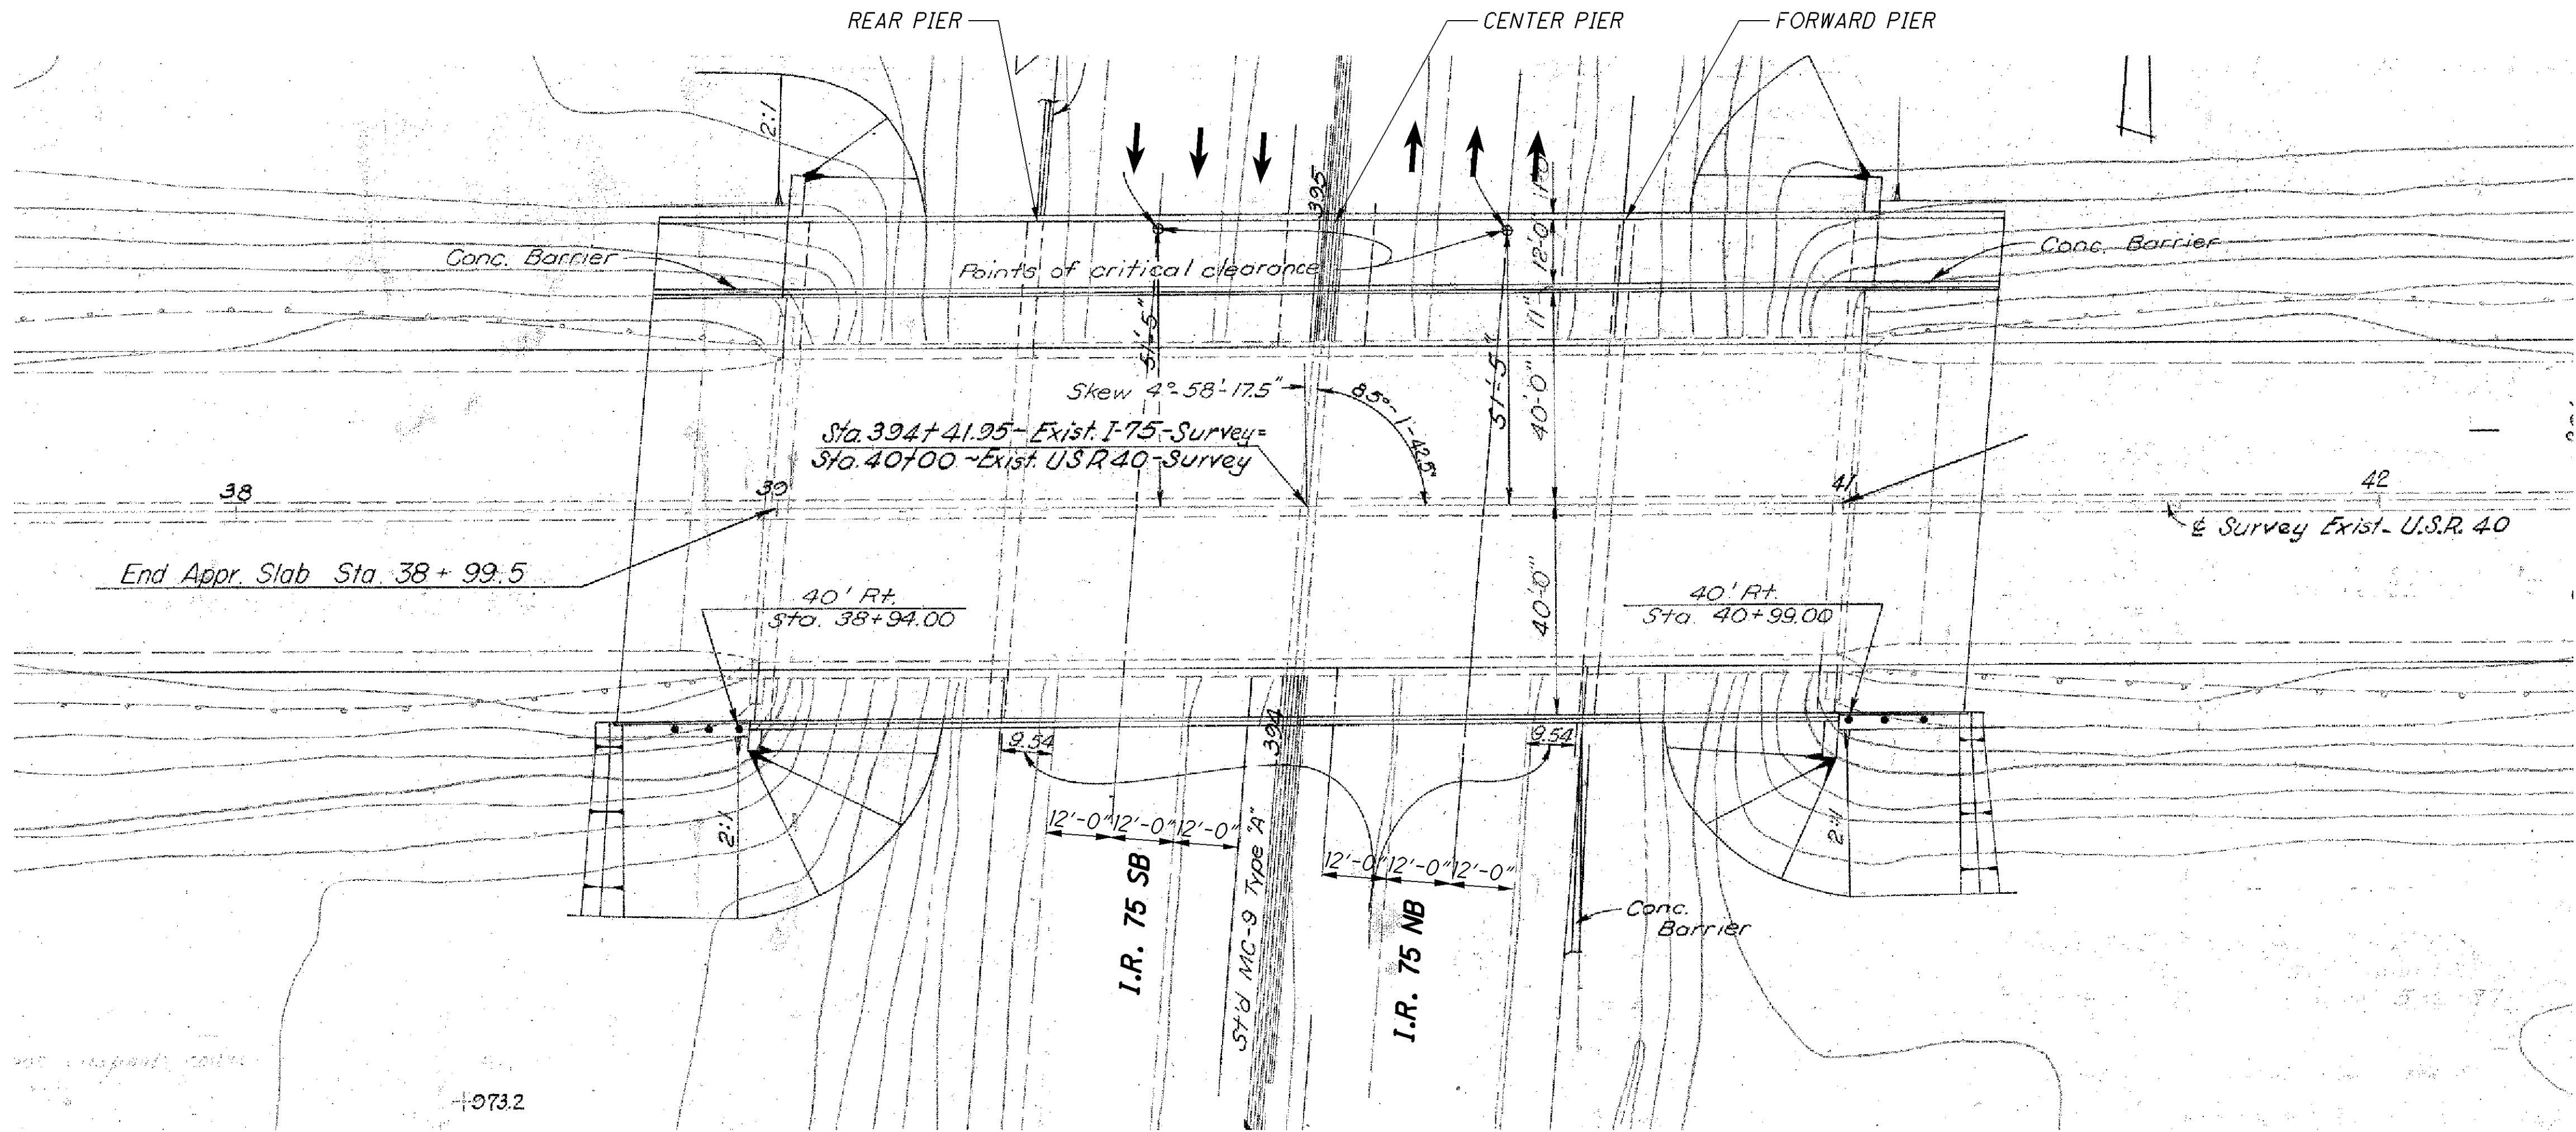 REAR PIER
CENTER PIER
FORWARD PIER
2:1
395
11'-0"
12'-0"
Conc. Barrier
Points of critical clearance
Conc. Barrier
51'-5"
11"
Skew 4°-58'-17.5"
85°-1'-42.5"
51'-5"
40'-0"
Sta. 394+41.95-Exist. I-75-Survey=
Sta. 40+00-Exist. U.S.R. 40-Survey
38
39
41
42
℄ Survey Exist- U.S.R. 40
End Appr. Slab Sta. 38+99.5
40' Rt.
Sta. 38+94.00
40'-0"
40' Rt.
Sta. 40+99.00
394
9.54
9.54
2:1
12'-0" 12'-0" 12'-0"
12'-0" 12'-0" 12'-0"
2:1
I.R. 75 SB
St'd MC-9 Type "A"
I.R. 75 NB
Conc.
Barrier
973.2